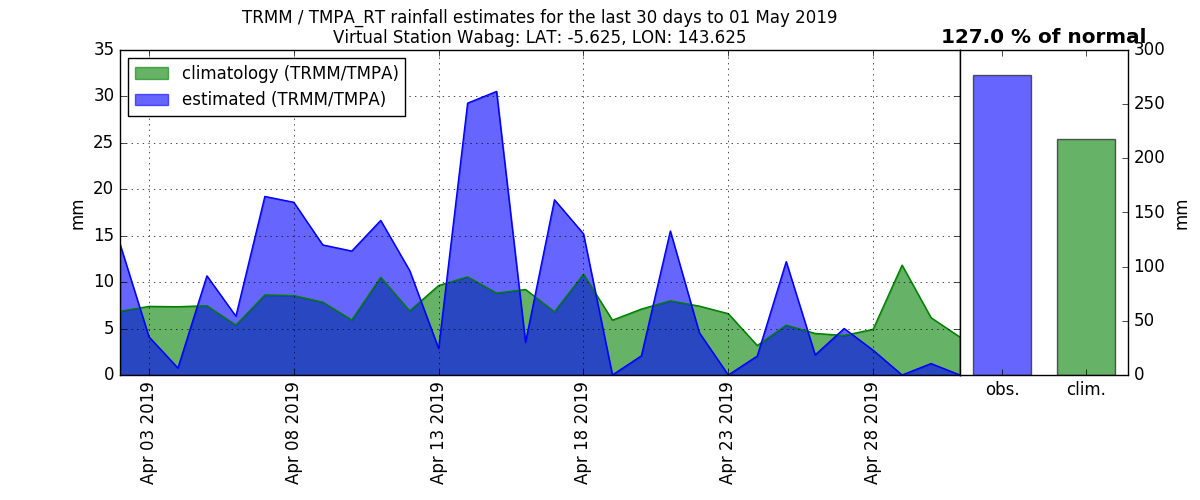 TRMM / TMPA_RT rainfall estimates for the last 30 days to 01 May 2019
Virtual Station Wabag: LAT: -5.625, LON: 143.625
127.0 % of normal
climatology (TRMM/TMPA)
estimated (TRMM/TMPA)
35
30
25
20
15
10
5
0
mm
Apr 03 2019
Apr 08 2019
Apr 13 2019
Apr 18 2019
Apr 23 2019
Apr 28 2019
obs.
clim.
300
250
200
150
100
50
0
mm